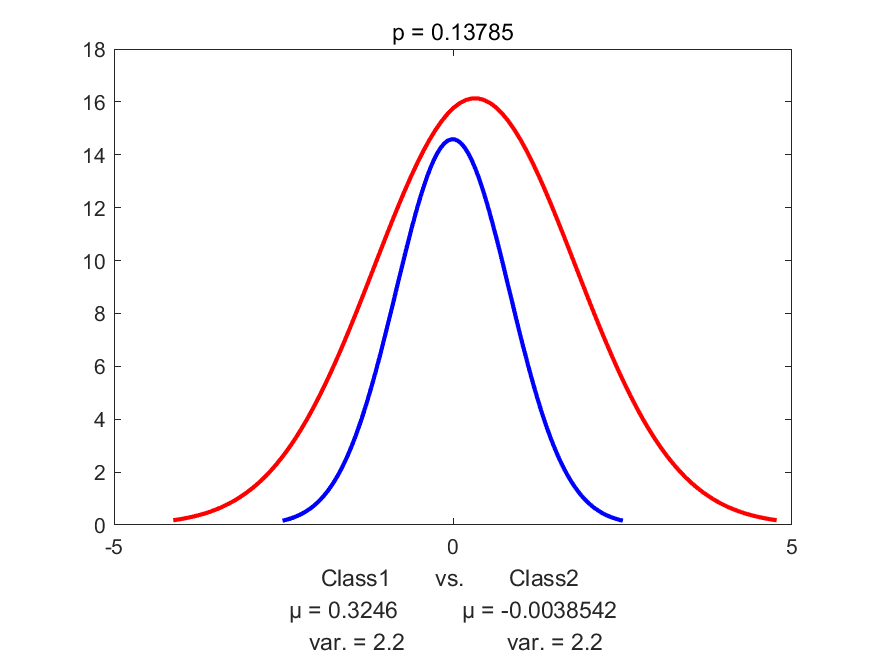 p = 0.13785
18
16
14
12
10
8
6
4
2
0
-5 0 5
Class1 vs. Class2
μ = 0.3246 μ = -0.0038542
var. = 2.2 var. = 2.2